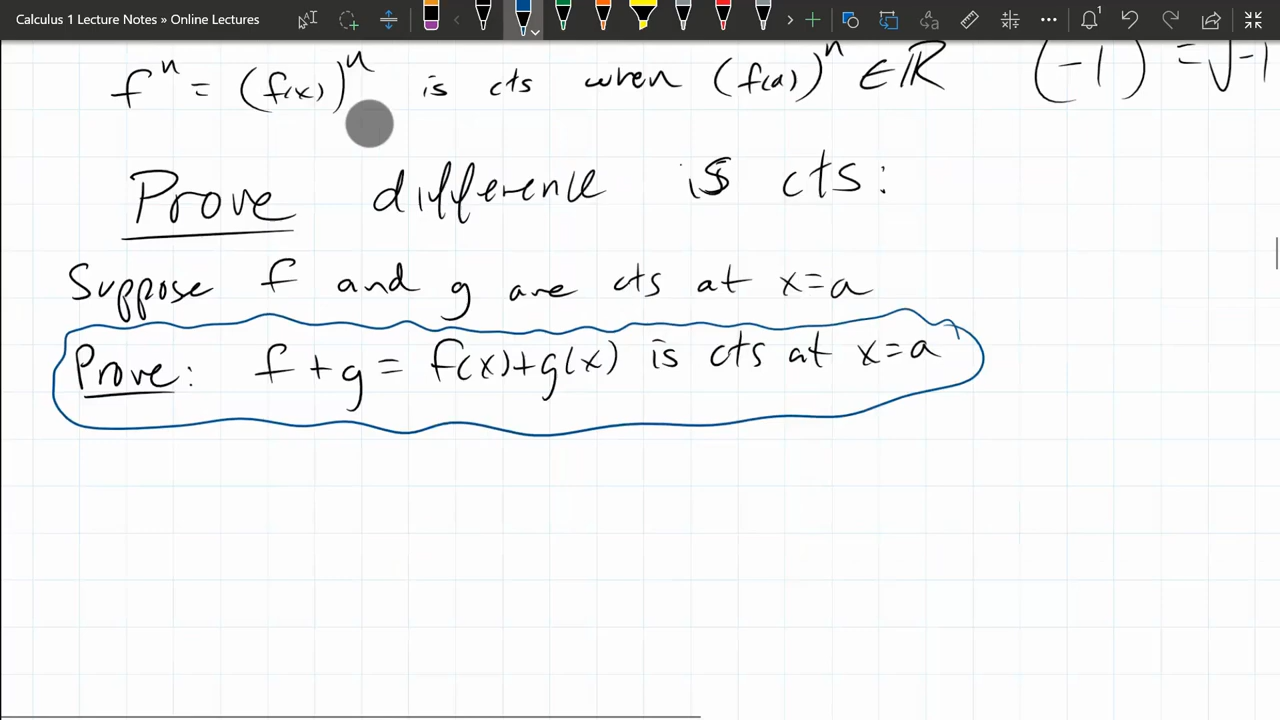 Calculus 1 Lecture Notes » Online Lectures
fⁿ = (f(x))ⁿ is cts when (f(a))ⁿ ∈ ℝ (-1) = √-1
Prove difference is cts:
Suppose f and g are cts at x=a
Prove: f+g = f(x)+g(x) is cts at x=a